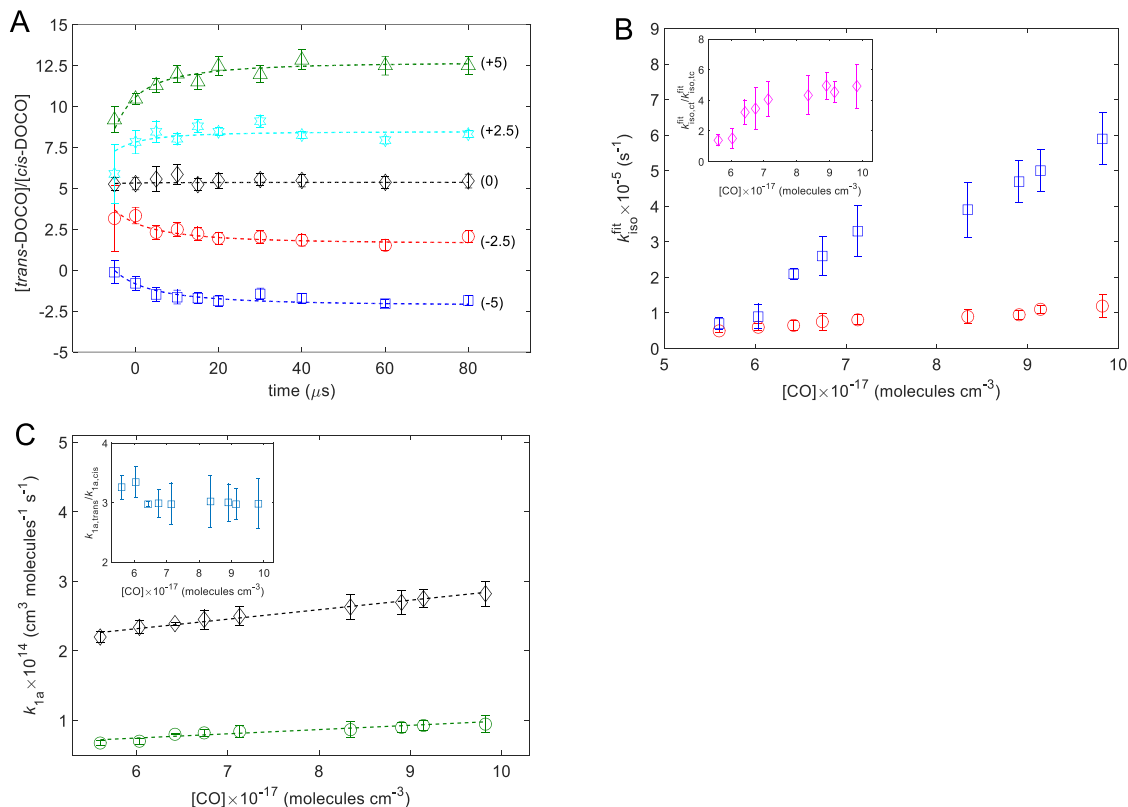 A
[trans-DOCO]/[cis-DOCO]
15
12.5
10
7.5
5
2.5
0
-2.5
-5
(+5)
(+2.5)
(0)
(-2.5)
(-5)
0 20 40 60 80
time (μs)
B
k_iso^fit×10^-5 (s^-1)
9
8
7
6
5
4
3
2
1
0
5 6 7 8 9 10
[CO]×10^-17 (molecules cm^-3)
k_iso,ct^fit/k_iso,tc^fit
8
6
4
2
0
6 7 8 9 10
[CO]×10^-17 (molecules cm^-3)
C
k_1a×10^14 (cm^3 molecules^-1 s^-1)
5
4
3
2
1
6 7 8 9 10
[CO]×10^-17 (molecules cm^-3)
k_1a,trans/k_1a,cis
4
3
2
6 7 8 9 10
[CO]×10^-17 (molecules cm^-3)